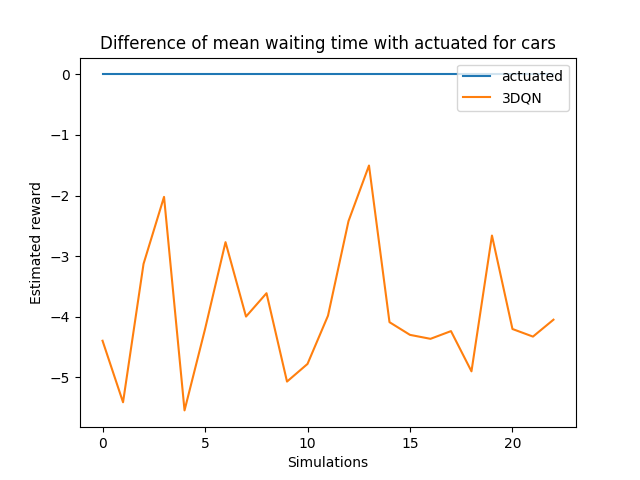 Difference of mean waiting time with actuated for cars
actuated
3DQN
Estimated reward
0
−1
−2
−3
−4
−5
0 5 10 15 20
Simulations